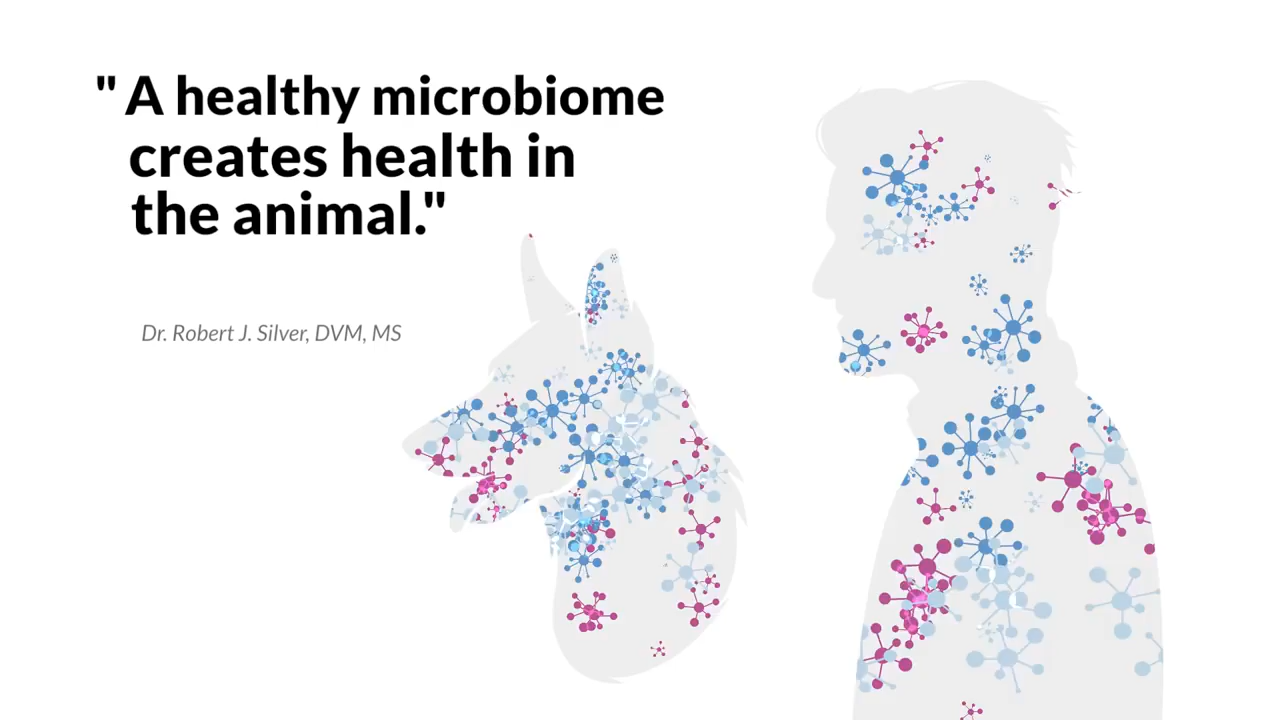 " A healthy microbiome
creates health in
the animal."
Dr. Robert J. Silver, DVM, MS